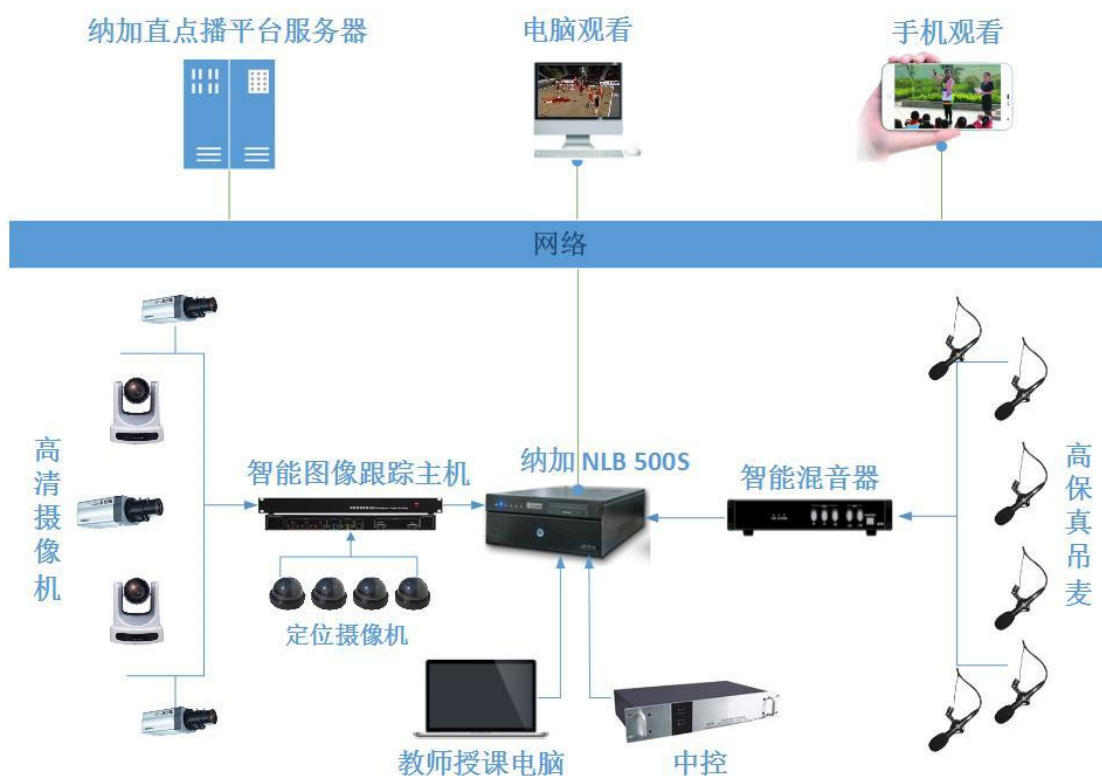 纳加直点播平台服务器
电脑观看
手机观看
网络
高清摄像机
智能图像跟踪主机
纳加 NLB 500S
智能混音器
高保真吊麦
定位摄像机
教师授课电脑
中控